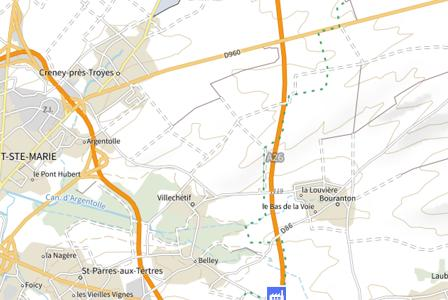 D960
Creney-près-Troyes
Z.I.
Argentolle
T-STE-MARIE
A26
le Pont Hubert
Can. d'Argentolle
Villechétif
E17
la Louvière
Bouranton
le Bas de la Voie
D86
la Nagère
Belley
St-Parres-aux-Tertres
Foicy
les Vieilles Vignes
Laub